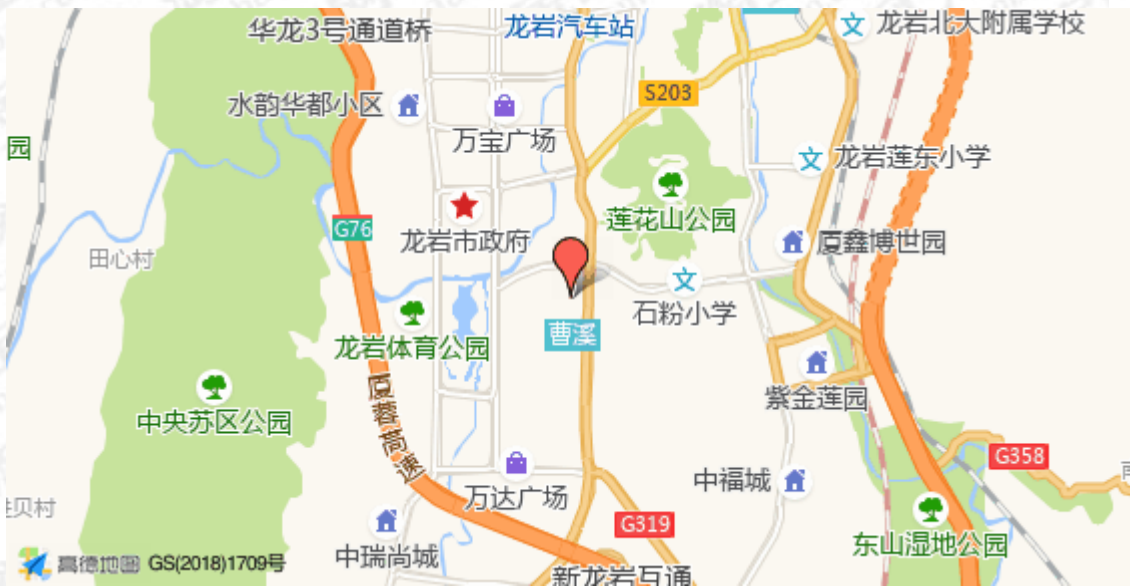 华龙3号通道桥
龙岩汽车站
龙岩北大附属学校
S203
水韵华都小区
万宝广场
园
龙岩莲东小学
莲花山公园
G76
龙岩市政府
厦鑫博世园
田心村
石粉小学
曹溪
龙岩体育公园
紫金莲园
厦蓉高速
中央苏区公园
G358
中福城
万达广场
贝村
G319
中瑞尚城
东山湿地公园
高德地图 GS(2018)1709号
新龙岩互通